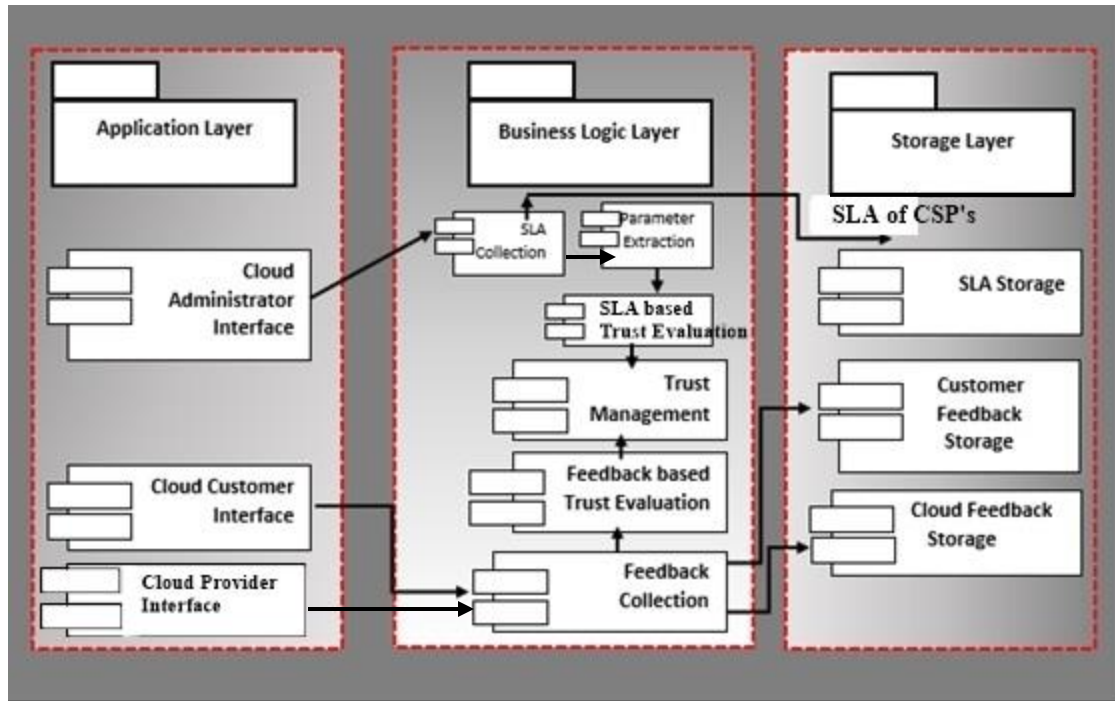 Application Layer
Cloud
Administrator
Interface
Cloud Customer
Interface
Cloud Provider
Interface
Business Logic Layer
SLA
Collection
Parameter
Extraction
SLA based
Trust Evaluation
Trust
Management
Feedback based
Trust Evaluation
Feedback
Collection
Storage Layer
SLA of CSP's
SLA Storage
Customer
Feedback
Storage
Cloud Feedback
Storage